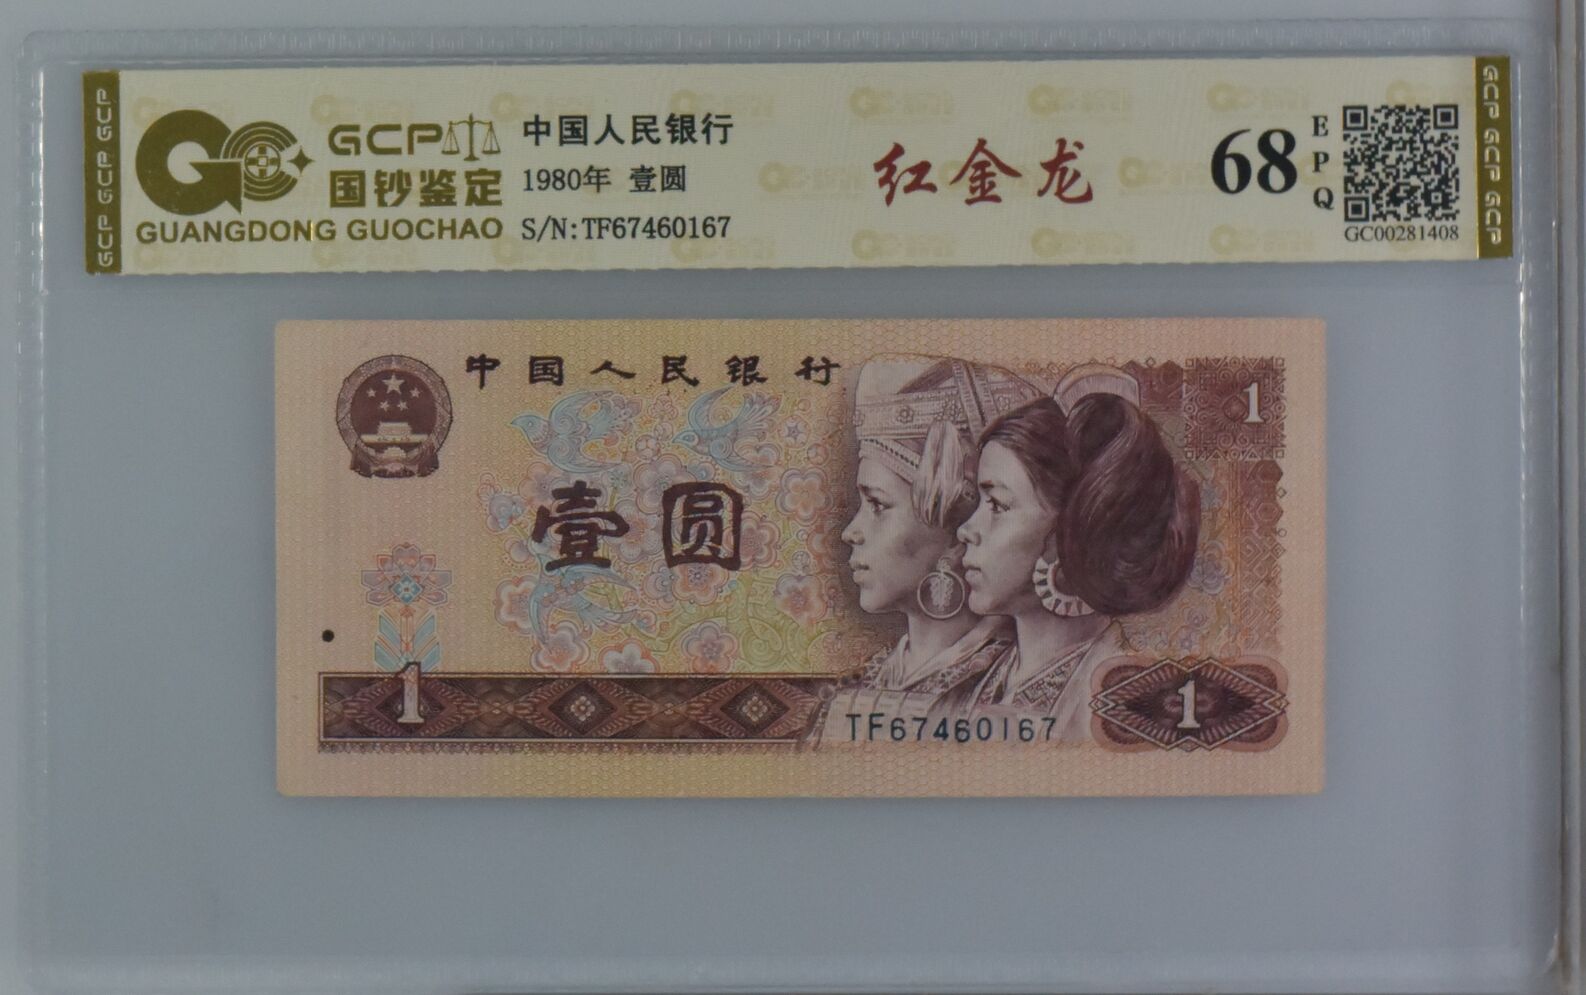 GCP GCP GCP
GCP
国钞鉴定
GUANGDONG GUOCHAO
中国人民银行
1980年 壹圆
S/N:TF67460167
红金龙
68
EPQ
GC00281408
GCP GCP GCP
中国人民银行
1
壹圆
1
TF67460167
1